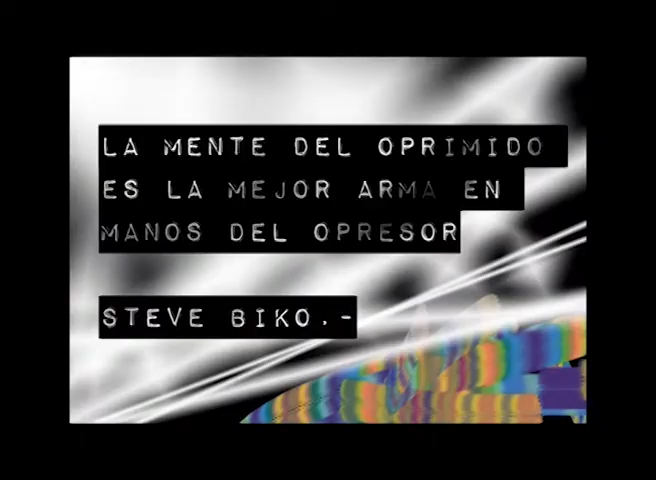 LA MENTE DEL OPRIMIDO
ES LA MEJOR ARMA EN
MANOS DEL OPRESOR
STEVE BIKO.-